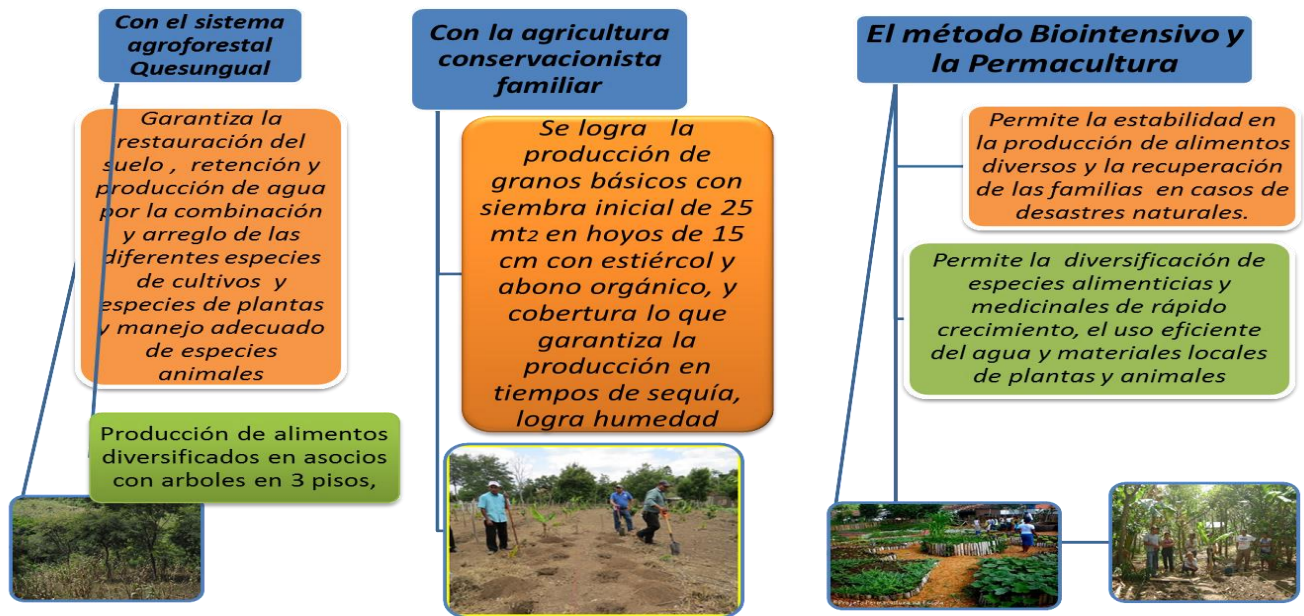 Con el sistema
agroforestal
Quesungual
Garantiza la
restauración del
suelo , retención y
producción de agua
por la combinación
y arreglo de las
diferentes especies
de cultivos y
especies de plantas
y manejo adecuado
de especies
animales
Producción de alimentos
diversificados en asocios
con arboles en 3 pisos,
Con la agricultura
conservacionista
familiar
Se logra la
producción de
granos básicos con
siembra inicial de 25
mt2 en hoyos de 15
cm con estiércol y
abono orgánico, y
cobertura lo que
garantiza la
producción en
tiempos de sequía,
logra humedad
El método Biointensivo y
la Permacultura
Permite la estabilidad en
la producción de alimentos
diversos y la recuperación
de las familias en casos de
desastres naturales.
Permite la diversificación de
especies alimenticias y
medicinales de rápido
crecimiento, el uso eficiente
del agua y materiales locales
de plantas y animales